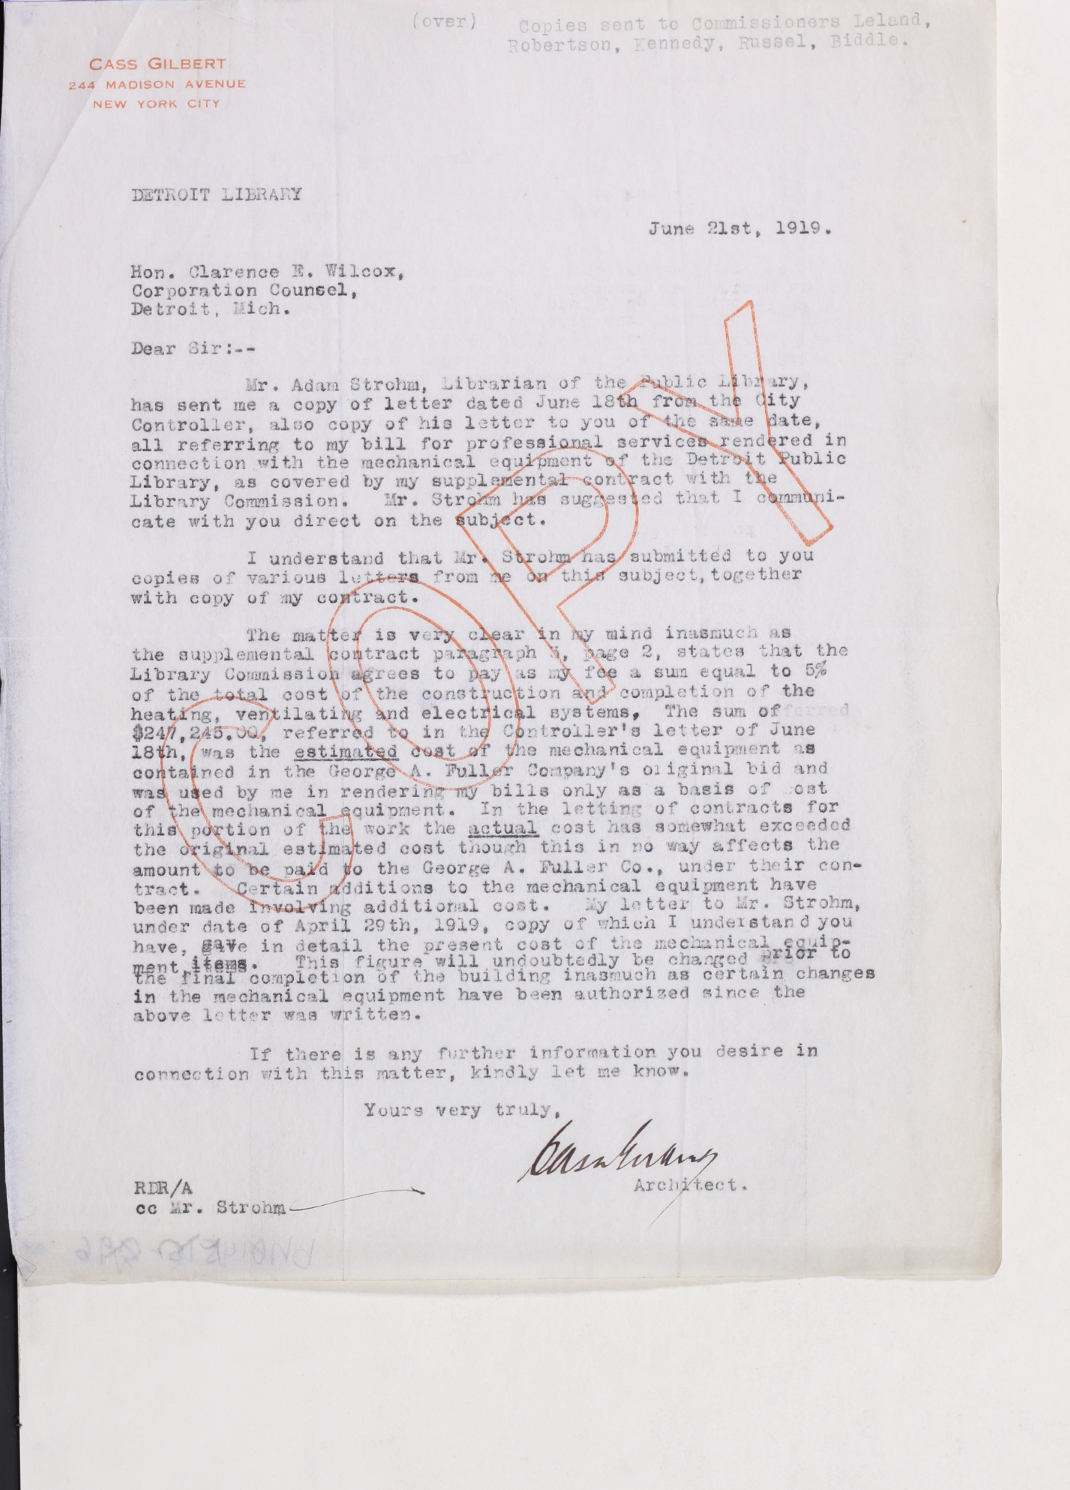 (over) Copies sent to Commissioners Leland,
Robertson, Kennedy, Russel, Biddle.
CASS GILBERT
244 MADISON AVENUE
NEW YORK CITY
DETROIT LIBRARY
June 21st, 1919.
Hon. Clarence E. Wilcox,
Corporation Counsel,
Detroit, Mich.
Dear Sir:--
Mr. Adam Strohm, Librarian of the Public Library,
has sent me a copy of letter dated June 18th from the City
Controller, also copy of his letter to you of the same date,
all referring to my bill for professional services rendered in
connection with the mechanical equipment of the Detroit Public
Library, as covered by my supplemental contract with the
Library Commission. Mr. Strohm has suggested that I communi-
cate with you direct on the subject.
I understand that Mr. Strohm has submitted to you
copies of various letters from me on this subject, together
with copy of my contract.
The matter is very clear in my mind inasmuch as
the supplemental contract paragraph page 2, states that the
Library Commission agrees to pay as my fee a sum equal to 5%
of the total cost of the construction and completion of the
heating, ventilating and electrical systems, The sum of
$247,245.00, referred to in the Controller's letter of June
18th, was the estimated cost of the mechanical equipment as
contained in the George A. Fuller Company's original bid and
was used by me in rendering my bills only as a basis of cost
of the mechanical equipment. In the letting of contracts for
this portion of the work the actual cost has somewhat exceeded
the original estimated cost though this in no way affects the
amount to be paid to the George A. Fuller Co., under their con-
tract. Certain additions to the mechanical equipment have
been made involving additional cost. My letter to Mr. Strohm,
under date of April 29th, 1919, copy of which I understand you
have, gave in detail the present cost of the mechanical equip-
ment items. This figure will undoubtedly be changed prior to
the final completion of the building inasmuch as certain changes
in the mechanical equipment have been authorized since the
above letter was written.
If there is any further information you desire in
connection with this matter, kindly let me know.
Yours very truly,
Cass Gilbert
Architect.
RDR/A
cc Mr. Strohm
COPY